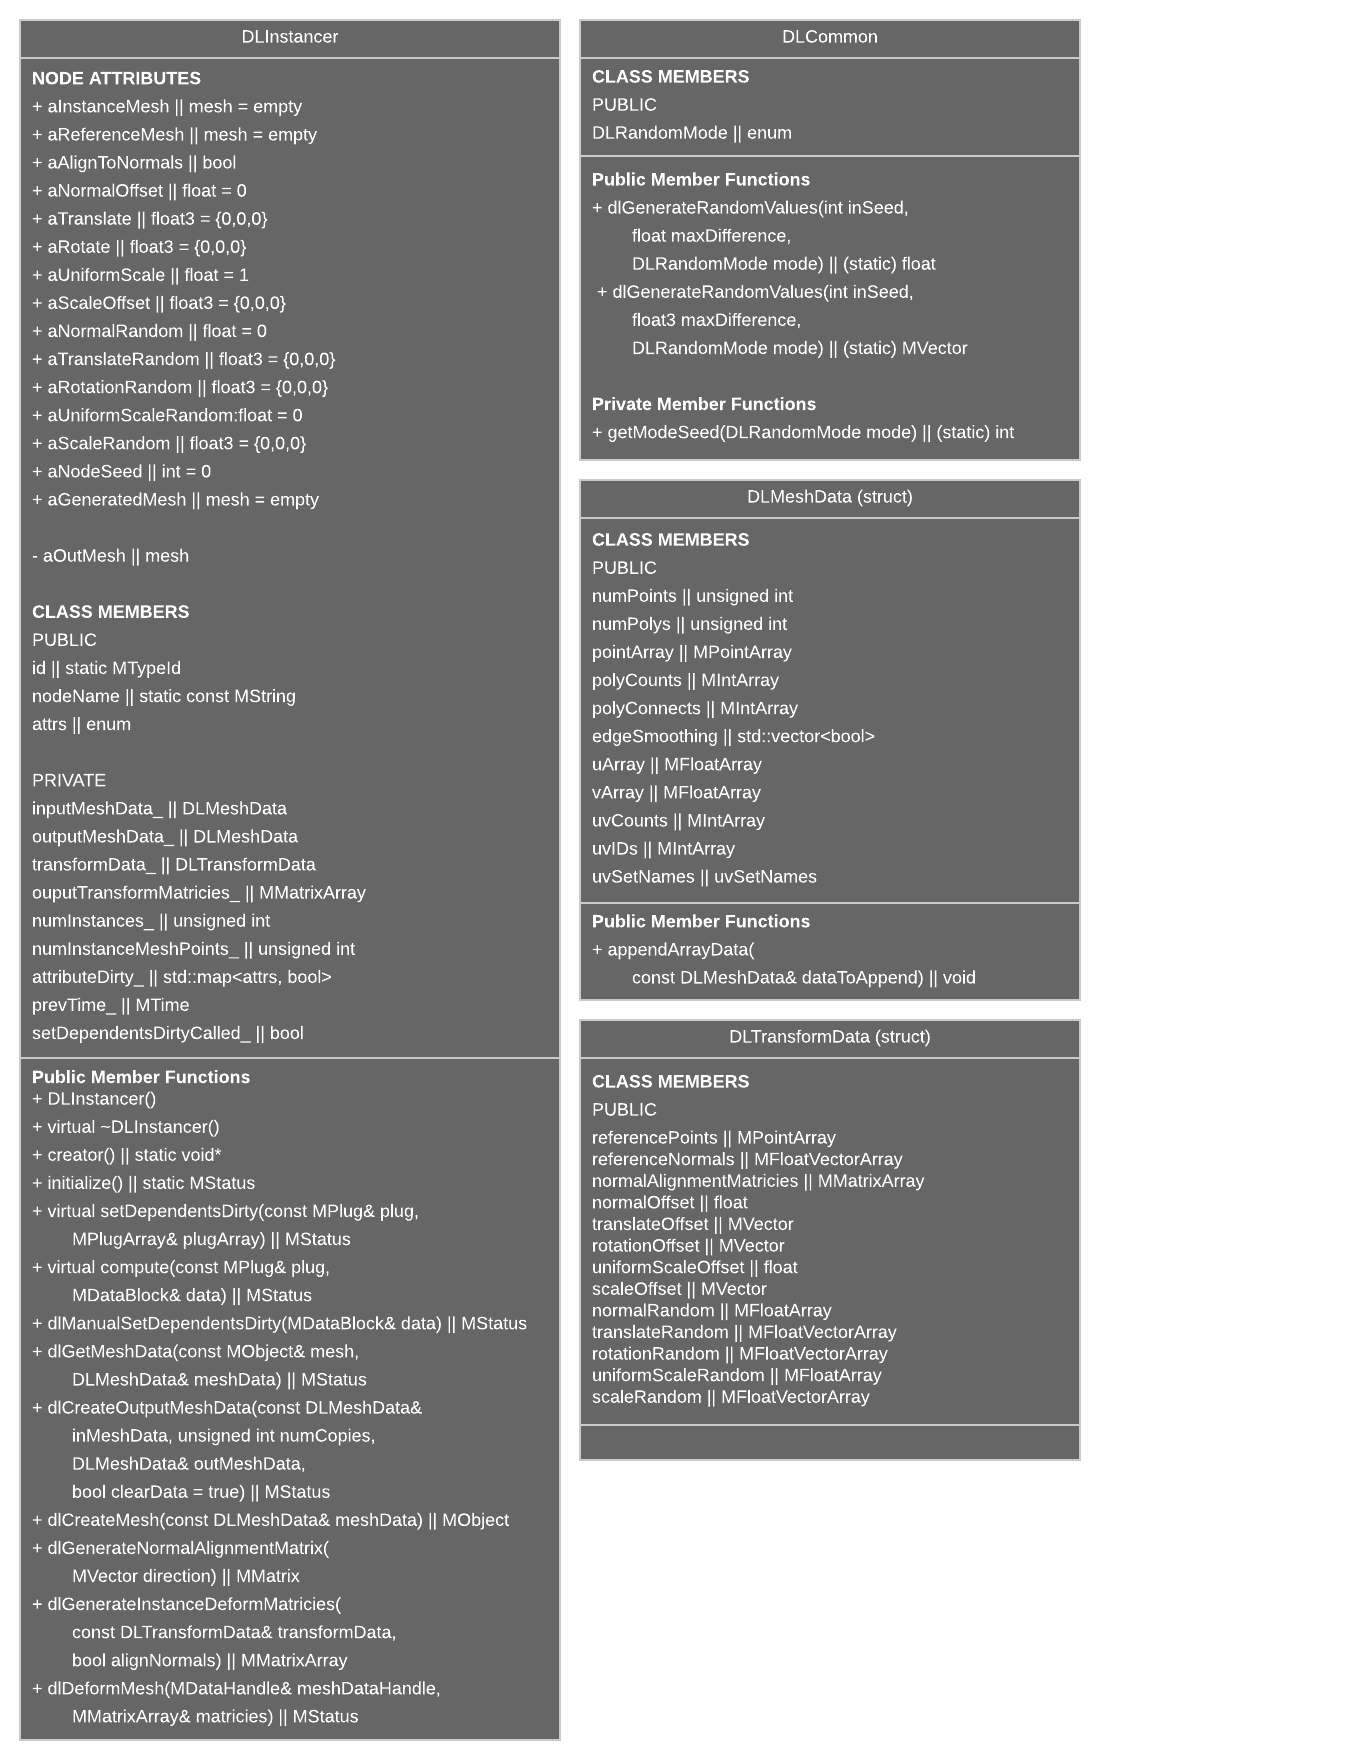 DLInstancer
NODE ATTRIBUTES
+ aInstanceMesh || mesh = empty
+ aReferenceMesh || mesh = empty
+ aAlignToNormals || bool
+ aNormalOffset || float = 0
+ aTranslate || float3 = {0,0,0}
+ aRotate || float3 = {0,0,0}
+ aUniformScale || float = 1
+ aScaleOffset || float3 = {0,0,0}
+ aNormalRandom || float = 0
+ aTranslateRandom || float3 = {0,0,0}
+ aRotationRandom || float3 = {0,0,0}
+ aUniformScaleRandom:float = 0
+ aScaleRandom || float3 = {0,0,0}
+ aNodeSeed || int = 0
+ aGeneratedMesh || mesh = empty
- aOutMesh || mesh
CLASS MEMBERS
PUBLIC
id || static MTypeId
nodeName || static const MString
attrs || enum
PRIVATE
inputMeshData_ || DLMeshData
outputMeshData_ || DLMeshData
transformData_ || DLTransformData
ouputTransformMatricies_ || MMatrixArray
numInstances_ || unsigned int
numInstanceMeshPoints_ || unsigned int
attributeDirty_ || std::map<attrs, bool>
prevTime_ || MTime
setDependentsDirtyCalled_ || bool
Public Member Functions
+ DLInstancer()
+ virtual ~DLInstancer()
+ creator() || static void*
+ initialize() || static MStatus
+ virtual setDependentsDirty(const MPlug& plug,
MPlugArray& plugArray) || MStatus
+ virtual compute(const MPlug& plug,
MDataBlock& data) || MStatus
+ dlManualSetDependentsDirty(MDataBlock& data) || MStatus
+ dlGetMeshData(const MObject& mesh,
DLMeshData& meshData) || MStatus
+ dlCreateOutputMeshData(const DLMeshData&
inMeshData, unsigned int numCopies,
DLMeshData& outMeshData,
bool clearData = true) || MStatus
+ dlCreateMesh(const DLMeshData& meshData) || MObject
+ dlGenerateNormalAlignmentMatrix(
MVector direction) || MMatrix
+ dlGenerateInstanceDeformMatricies(
const DLTransformData& transformData,
bool alignNormals) || MMatrixArray
+ dlDeformMesh(MDataHandle& meshDataHandle,
MMatrixArray& matricies) || MStatus
DLCommon
CLASS MEMBERS
PUBLIC
DLRandomMode || enum
Public Member Functions
+ dlGenerateRandomValues(int inSeed,
float maxDifference,
DLRandomMode mode) || (static) float
+ dlGenerateRandomValues(int inSeed,
float3 maxDifference,
DLRandomMode mode) || (static) MVector
Private Member Functions
+ getModeSeed(DLRandomMode mode) || (static) int
DLMeshData (struct)
CLASS MEMBERS
PUBLIC
numPoints || unsigned int
numPolys || unsigned int
pointArray || MPointArray
polyCounts || MIntArray
polyConnects || MIntArray
edgeSmoothing || std::vector<bool>
uArray || MFloatArray
vArray || MFloatArray
uvCounts || MIntArray
uvIDs || MIntArray
uvSetNames || uvSetNames
Public Member Functions
+ appendArrayData(
const DLMeshData& dataToAppend) || void
DLTransformData (struct)
CLASS MEMBERS
PUBLIC
referencePoints || MPointArray
referenceNormals || MFloatVectorArray
normalAlignmentMatricies || MMatrixArray
normalOffset || float
translateOffset || MVector
rotationOffset || MVector
uniformScaleOffset || float
scaleOffset || MVector
normalRandom || MFloatArray
translateRandom || MFloatVectorArray
rotationRandom || MFloatVectorArray
uniformScaleRandom || MFloatArray
scaleRandom || MFloatVectorArray